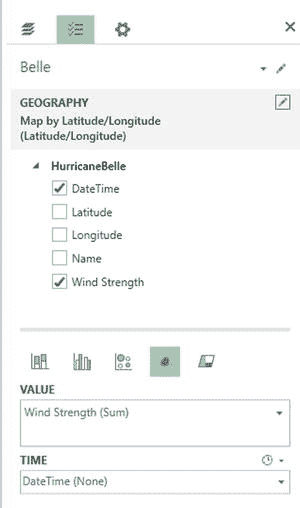 Belle
GEOGRAPHY
Map by Latitude/Longitude
(Latitude/Longitude)
HurricaneBelle
DateTime
Latitude
Longitude
Name
Wind Strength
VALUE
Wind Strength (Sum)
TIME
DateTime (None)